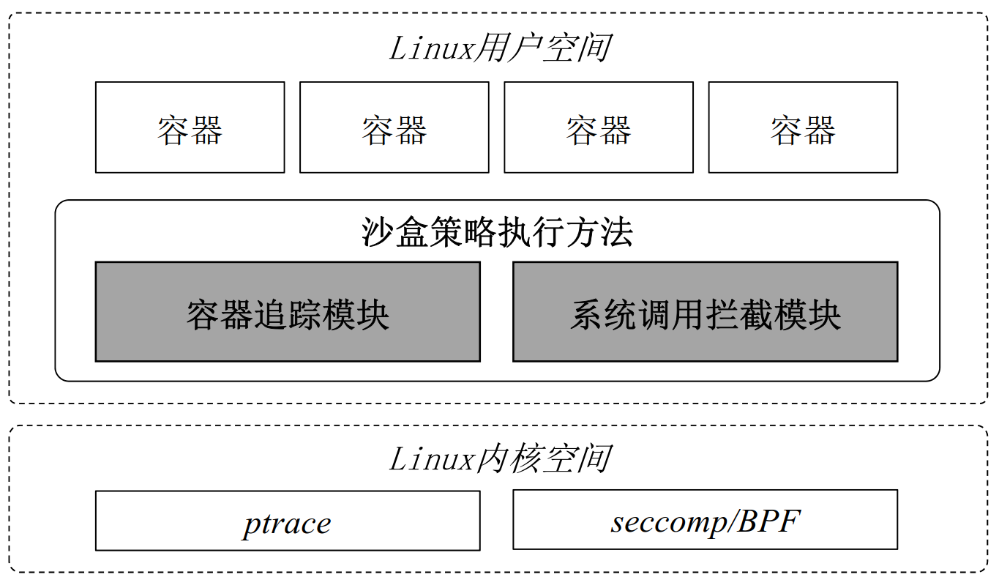 Linux用户空间
容器 容器 容器 容器
沙盒策略执行方法
容器追踪模块 系统调用拦截模块
Linux内核空间
ptrace seccomp/BPF